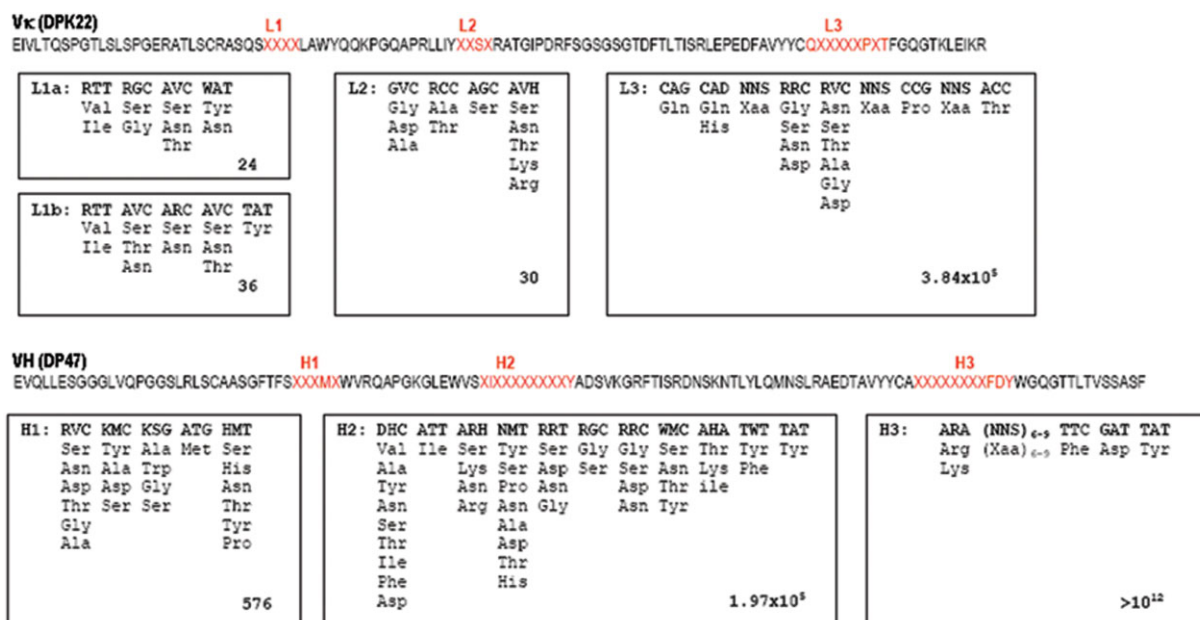 Vκ (DPK22)
L1 L2 L3
EIVLTQSPGTLSLSPGERATLSCRASQSXXXXLAWYQQKPGQAPRLLIYXXSXRATGIPDRFSGSGSGTDFTLTISRLEPEDFAVYYCQXXXXXPXTFGQGTKLEIKR
L1a: RTT RGC AVC WAT
Val Ser Ser Tyr
Ile Gly Asn Asn
Thr
24
L1b: RTT AVC ARC AVC TAT
Val Ser Ser Ser Tyr
Ile Thr Asn Asn
Asn Thr
36
L2: GVC RCC AGC AVH
Gly Ala Ser Ser
Asp Thr Asn
Ala Thr
Lys
Arg
30
L3: CAG CAD NNS RRC RVC NNS CCG NNS ACC
Gln Gln Xaa Gly Asn Xaa Pro Xaa Thr
His Ser Ser
Asn Thr
Asp Ala
Gly
Asp
3.84x10⁵
VH (DP47)
H1 H2 H3
EVQLLESGGGLVQPGGSLRLSCAASGFTFSXXXMXWVRQAPGKGLEWVSXIXXXXXXXXYADSVKGRFTISRDNSKNTLYLQMNSLRAEDTAVYYCAXXXXXXXXFDYWGQGTTLTVSSASF
H1: RVC KMC KSG ATG HMT
Ser Tyr Ala Met Ser
Asn Ala Trp His
Asp Asp Gly Asn
Thr Ser Ser Thr
Gly Tyr
Ala Pro
576
H2: DHC ATT ARH NMT RRT RGC RRC WMC AHA TWT TAT
Val Ile Ser Tyr Ser Gly Gly Ser Thr Tyr Tyr
Ala Lys Ser Asp Ser Ser Asn Lys Phe
Tyr Asn Pro Asn Asp Thr ile
Asn Arg Asn Gly Asn Tyr
Ser Ala
Thr Asp
Ile Thr
Phe His
Asp
1.97x10⁵
H3: ARA (NNS)₆₋₉ TTC GAT TAT
Arg (Xaa)₆₋₉ Phe Asp Tyr
Lys
>10¹²